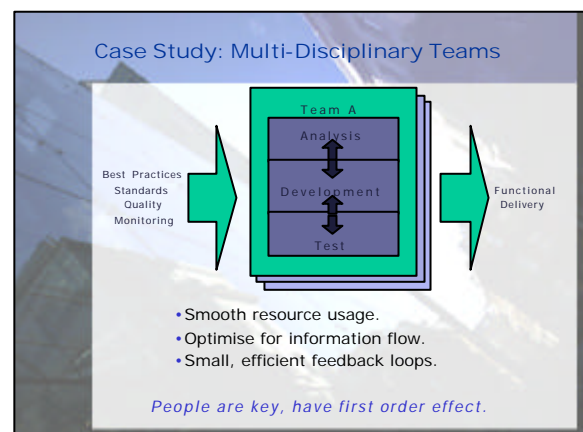 Case Study: Multi-Disciplinary Teams
Team A
Analysis
Best Practices
Standards
Quality
Monitoring
Development
Functional
Delivery
Test
•Smooth resource usage.
•Optimise for information flow.
•Small, efficient feedback loops.
People are key, have first order effect.